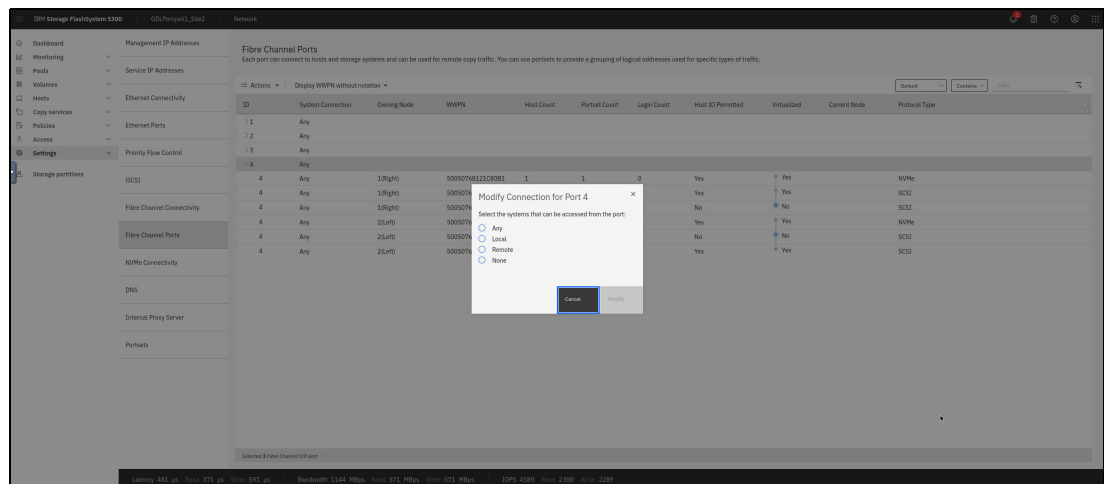 IBM Storage FlashSystem 5300 GDLPompeii1_Site2 Network
Dashboard
Monitoring
Pools
Volumes
Hosts
Copy services
Policies
Access
Settings
Storage partitions
Management IP Addresses
Service IP Addresses
Ethernet Connectivity
Ethernet Ports
Priority Flow Control
iSCSI
Fibre Channel Connectivity
Fibre Channel Ports
NVMe Connectivity
DNS
Internal Proxy Server
Portsets
Fibre Channel Ports
Each port can connect to hosts and storage systems and can be used for remote copy traffic. You can use portsets to provide a grouping of logical addresses used for specific types of traffic.
Actions Display WWPN without notation Default Contains Filter
ID System Connection Owning Node WWPN Host Count Portset Count Login Count Host IO Permitted Virtualized Current Node Protocol Type
1 Any
2 Any
3 Any
4 Any
4 Any 1(Right) 50050768121C80B1 1 1 0 Yes Yes NVMe
4 Any 1(Right) 5005076 Yes Yes SCSI
4 Any 1(Right) 5005076 No No SCSI
4 Any 2(Left) 5005076 Yes Yes NVMe
4 Any 2(Left) 5005076 No No SCSI
4 Any 2(Left) 5005076 Yes Yes SCSI
Modify Connection for Port 4
Select the systems that can be accessed from the port:
Any
Local
Remote
None
Cancel Modify
Selected 1 Fibre Channel I/O port
Latency 481 µs Read 371 µs Write 591 µs Bandwidth 1144 MBps Read 571 MBps Write 571 MBps IOPS 4589 Read 2300 Write 2289